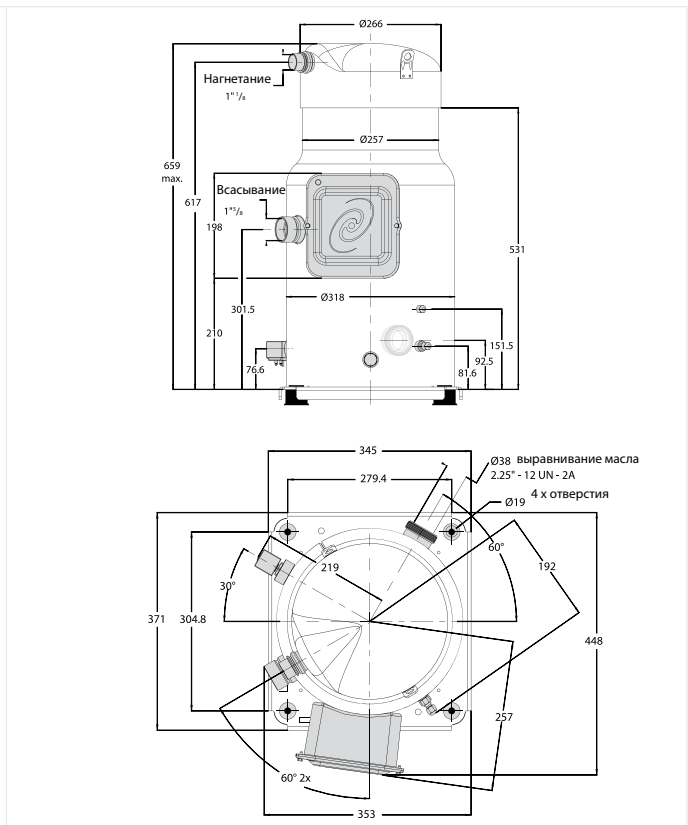 Ø266
Нагнетание
1" 1/8
Ø257
659
max.
617
Всасывание
1"5/8
198
531
301.5
Ø318
210
151.5
92.5
76.6
81.6
345
Ø38 выравнивание масла
2.25" - 12 UN - 2A
279.4
Ø19 4 x отверстия
60°
219
192
30°
371
304.8
448
257
60° 2x
353